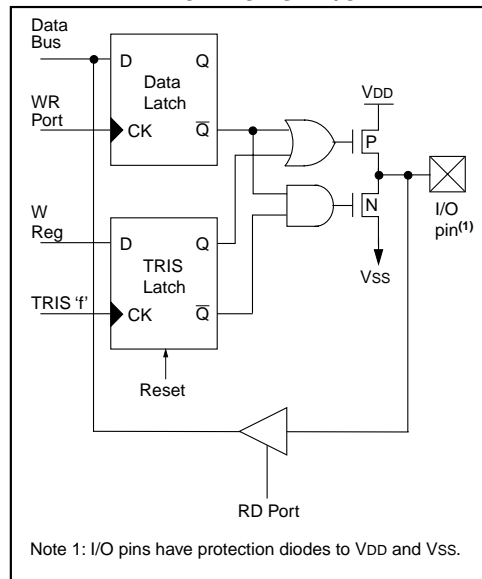 Data
Bus
D
Q
Data
Latch
WR
Port
CK
Q
VDD
P
N
I/O
pin(1)
VSS
W
Reg
D
Q
TRIS
Latch
TRIS 'f'
CK
Q
Reset
RD Port
Note 1: I/O pins have protection diodes to VDD and VSS.